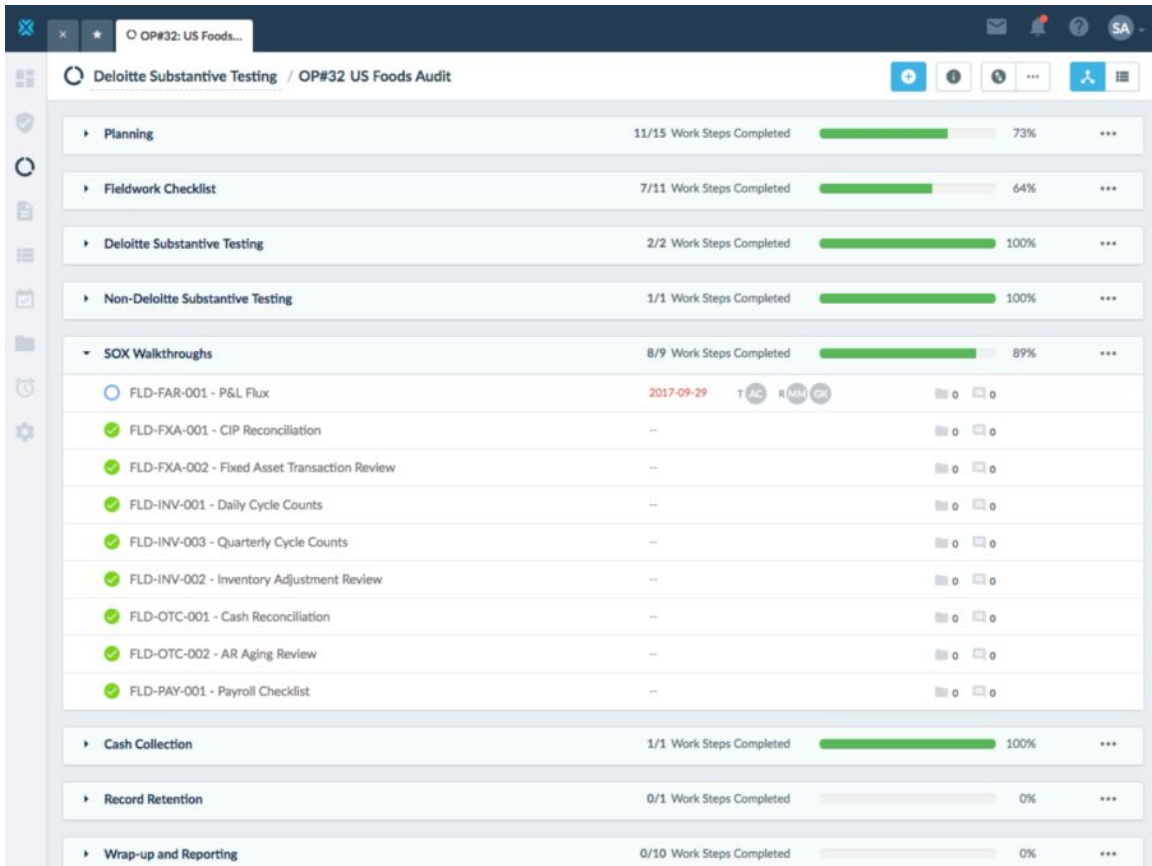 OP#32: US Foods...
SA
Deloitte Substantive Testing / OP#32 US Foods Audit
Planning 11/15 Work Steps Completed 73%
Fieldwork Checklist 7/11 Work Steps Completed 64%
Deloitte Substantive Testing 2/2 Work Steps Completed 100%
Non-Deloitte Substantive Testing 1/1 Work Steps Completed 100%
SOX Walkthroughs 8/9 Work Steps Completed 89%
FLD-FAR-001 - P&L Flux 2017-09-29 T AC R MM GK 0 0
FLD-FXA-001 - CIP Reconciliation -- 0 0
FLD-FXA-002 - Fixed Asset Transaction Review -- 0 0
FLD-INV-001 - Daily Cycle Counts -- 0 0
FLD-INV-003 - Quarterly Cycle Counts -- 0 0
FLD-INV-002 - Inventory Adjustment Review -- 0 0
FLD-OTC-001 - Cash Reconciliation -- 0 0
FLD-OTC-002 - AR Aging Review -- 0 0
FLD-PAY-001 - Payroll Checklist -- 0 0
Cash Collection 1/1 Work Steps Completed 100%
Record Retention 0/1 Work Steps Completed 0%
Wrap-up and Reporting 0/10 Work Steps Completed 0%